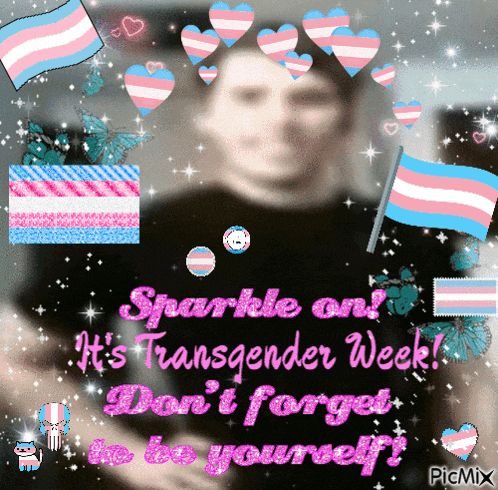 Sparkle on!
It's Transgender Week!
Don't forget
to be yourself!
PicMix